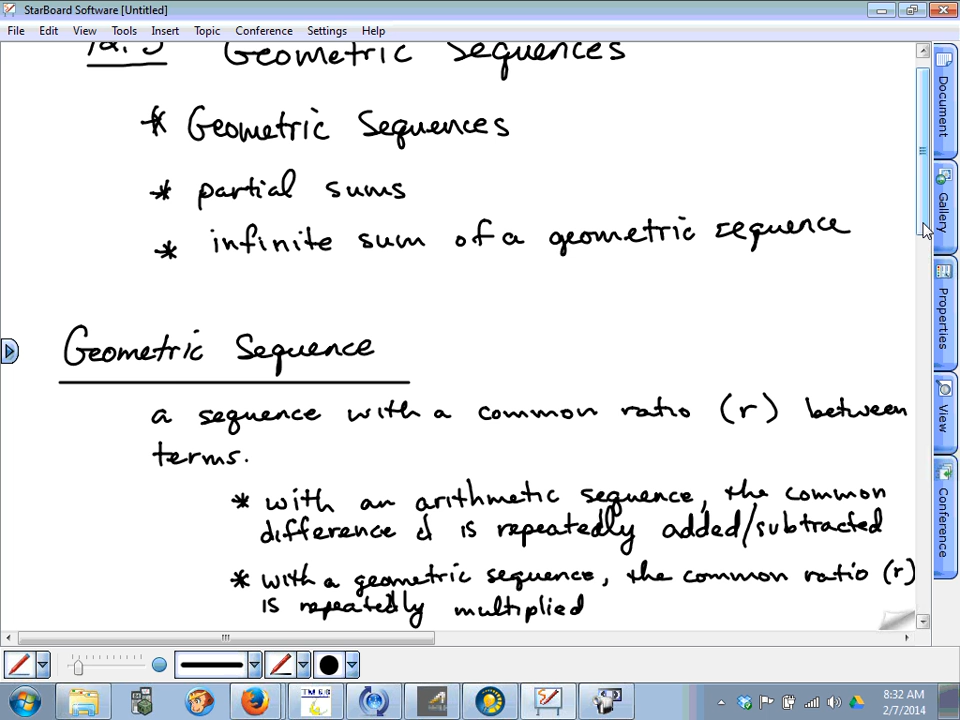 StarBoard Software [Untitled]
File Edit View Tools Insert Topic Conference Settings Help
Geometric Sequences
* Geometric Sequences
* partial sums
* infinite sum of a geometric sequence
Geometric Sequence
a sequence with a common ratio (r) between
terms.
* with an arithmetic sequence, the common
difference d is repeatedly added/subtracted
* with a geometric sequence, the common ratio (r)
is repeatedly multiplied
Document
Gallery
Properties
View
Conference
TM 6.0
8:32 AM
2/7/2014